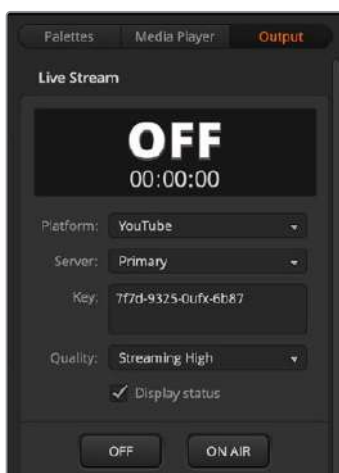 Palettes Media Player Output
Live Stream
OFF
00:00:00
Platform: YouTube
Server: Primary
Key: 7f7d-9325-0ufx-6b87
Quality: Streaming High
Display status
OFF ON AIR